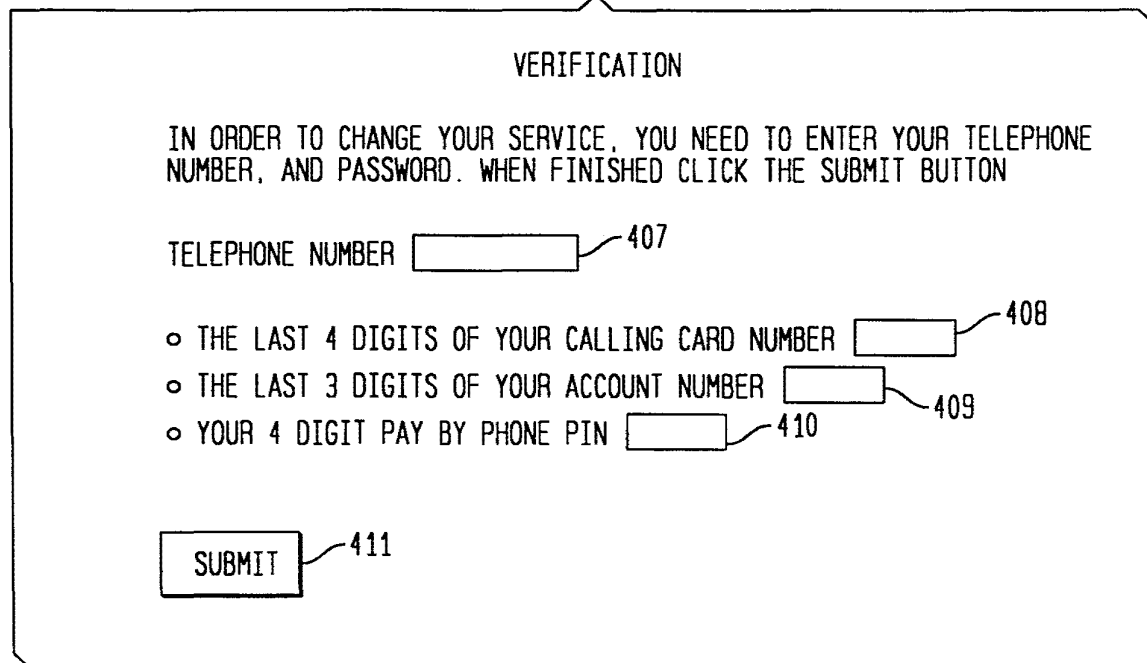 VERIFICATION
IN ORDER TO CHANGE YOUR SERVICE, YOU NEED TO ENTER YOUR TELEPHONE
NUMBER, AND PASSWORD. WHEN FINISHED CLICK THE SUBMIT BUTTON
TELEPHONE NUMBER 407
THE LAST 4 DIGITS OF YOUR CALLING CARD NUMBER 408
THE LAST 3 DIGITS OF YOUR ACCOUNT NUMBER 409
YOUR 4 DIGIT PAY BY PHONE PIN 410
SUBMIT 411